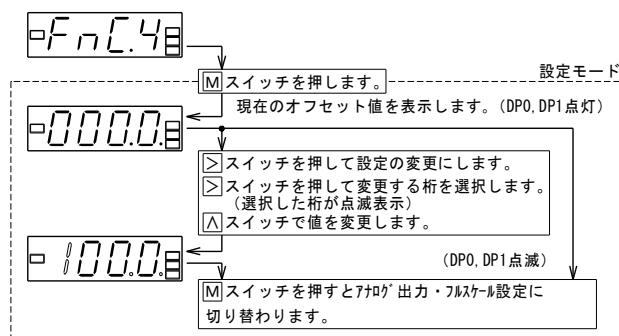 FnC.4
Mスイッチを押します。
設定モード
現在のオフセット値を表示します。(DP0,DP1点灯)
000.0.
>スイッチを押して設定の変更にします。
>スイッチを押して変更する桁を選択します。
(選択した桁が点滅表示)
∧スイッチで値を変更します。
100.0.
(DP0,DP1点滅)
Mスイッチを押すとアナログ出力・フルスケール設定に
切り替わります。